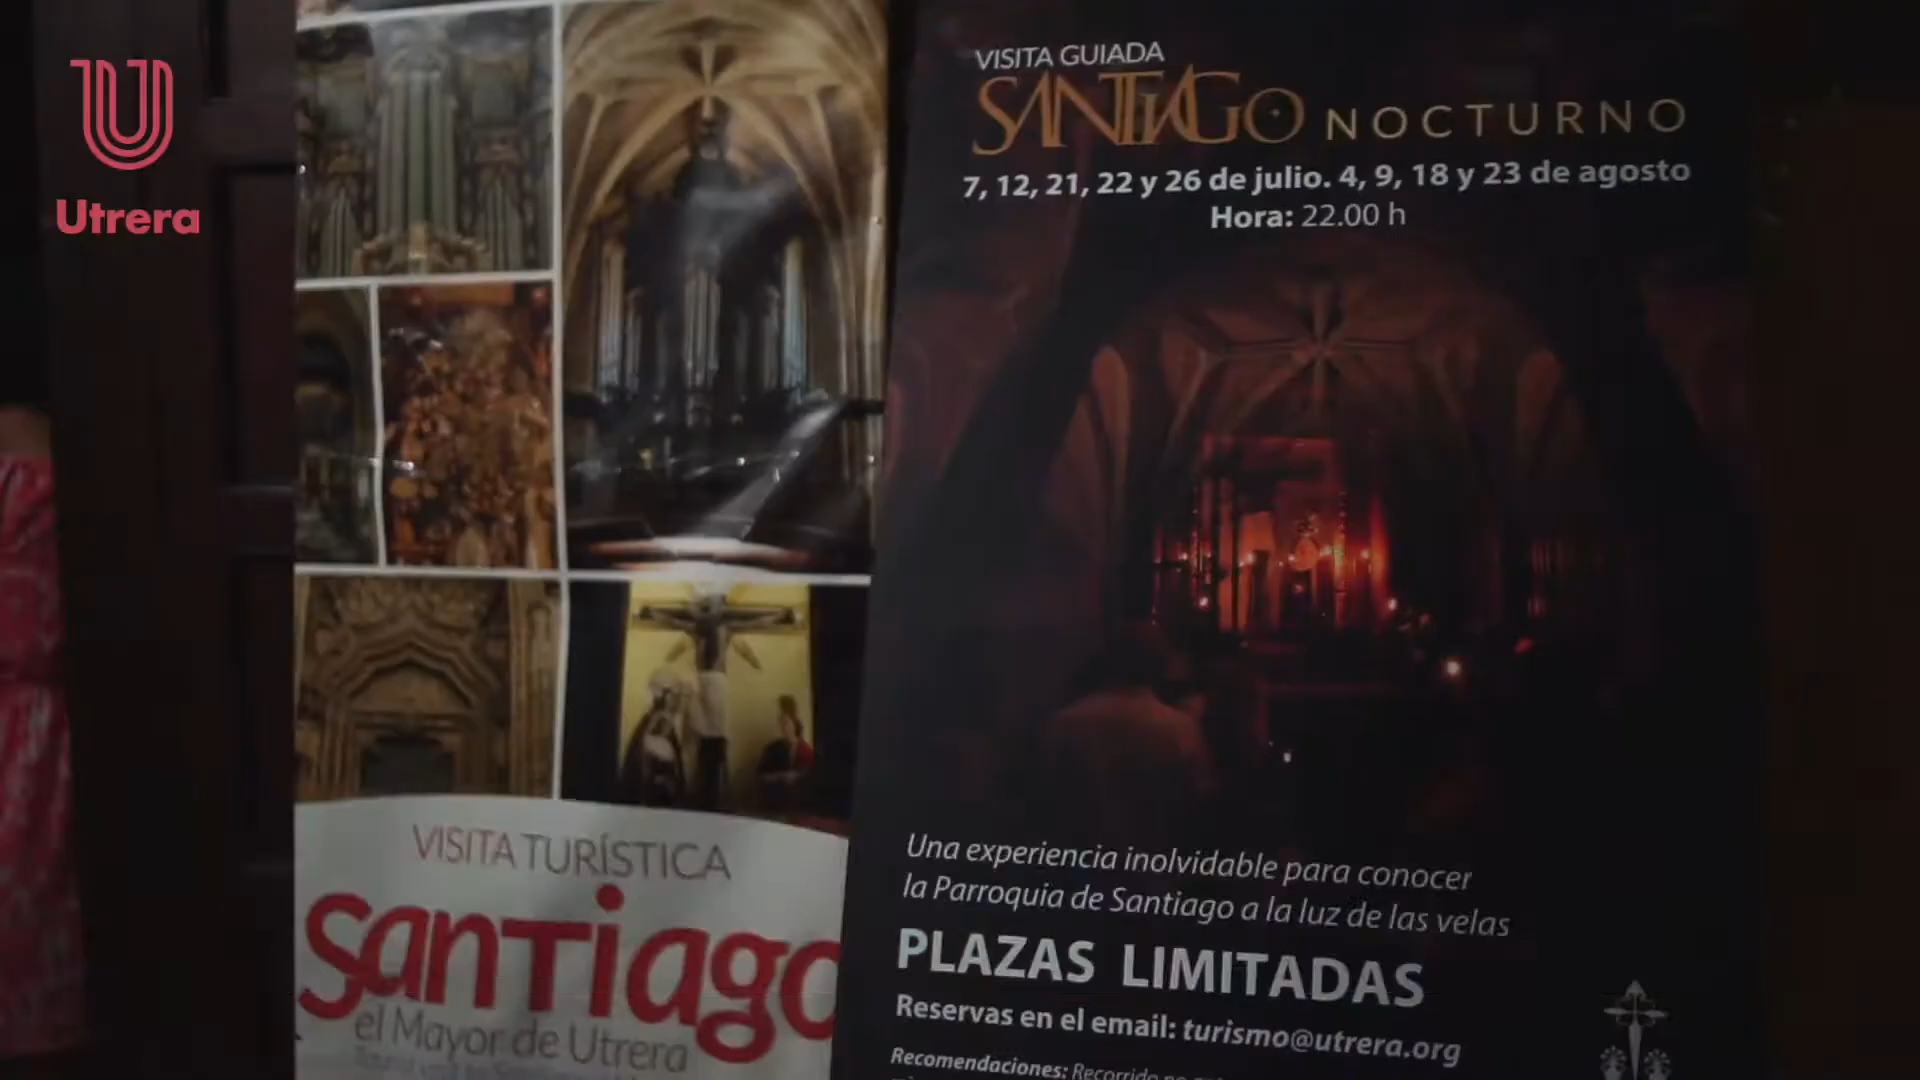 Utrera
VISITA TURÍSTICA
Santiago
el Mayor de Utrera
VISITA GUIADA
SANTIAGO NOCTURNO
7, 12, 21, 22 y 26 de julio. 4, 9, 18 y 23 de agosto
Hora: 22.00 h
Una experiencia inolvidable para conocer
la Parroquia de Santiago a la luz de las velas
PLAZAS LIMITADAS
Reservas en el email: turismo@utrera.org
Recomendaciones: Recorrido